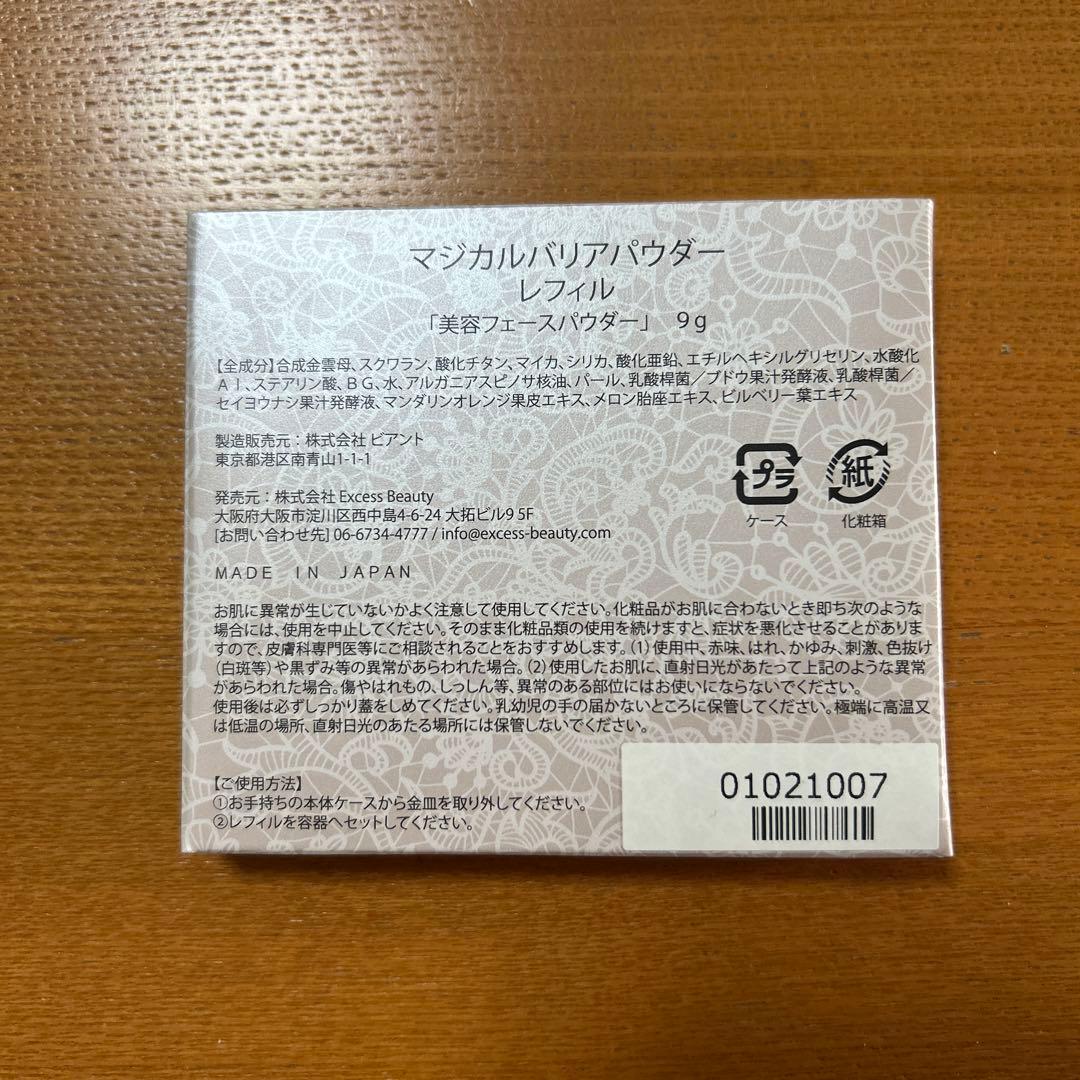 マジカルバリアパウダー
レフィル
「美容フェースパウダー」 9g
【全成分】合成金雲母、スクワラン、酸化チタン、マイカ、シリカ、酸化亜鉛、エチルヘキシルグリセリン、水酸化
AI、ステアリン酸、BG、水、アルガニアスピノサ核油、パール、乳酸桿菌／ブドウ果汁発酵液、乳酸桿菌／
セイヨウナシ果汁発酵液、マンダリンオレンジ果皮エキス、メロン胎座エキス、ビルベリー葉エキス
製造販売元：株式会社 ビアント
東京都港区南青山1-1-1
発売元：株式会社 Excess Beauty
大阪府大阪市淀川区西中島4-6-24 大拓ビル9 5F
[お問い合わせ先] 06-6734-4777 / info@excess-beauty.com
プラ
ケース
紙
化粧箱
MADE IN JAPAN
お肌に異常が生じていないかよく注意して使用してください。化粧品がお肌に合わないとき即ち次のような
場合には、使用を中止してください。そのまま化粧品類の使用を続けますと、症状を悪化させることがありま
すので、皮膚科専門医等にご相談されることをおすすめします。(1)使用中、赤味、はれ、かゆみ、刺激、色抜け
(白斑等)や黒ずみ等の異常があらわれた場合。(2)使用したお肌に、直射日光があたって上記のような異常
があらわれた場合。傷やはれもの、しっしん等、異常のある部位にはお使いにならないでください。
使用後は必ずしっかり蓋をしめてください。乳幼児の手の届かないところに保管してください。極端に高温又
は低温の場所、直射日光のあたる場所には保管しないでください。
【ご使用方法】
①お手持ちの本体ケースから金皿を取り外してください。
②レフィルを容器へセットしてください。
01021007